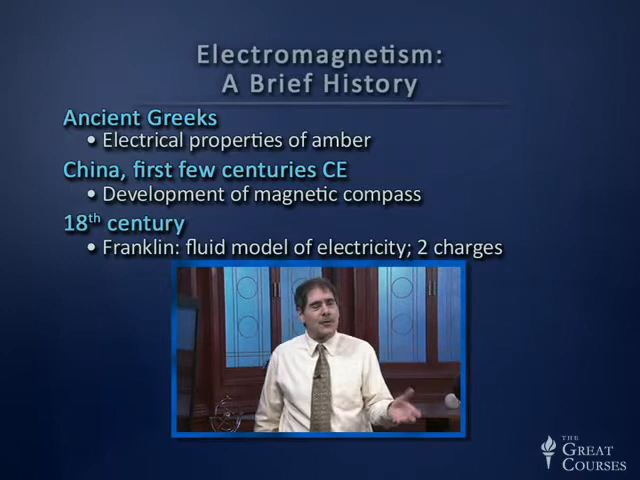 Electromagnetism:
A Brief History
Ancient Greeks
• Electrical properties of amber
China, first few centuries CE
• Development of magnetic compass
18th century
• Franklin: fluid model of electricity; 2 charges
THE
GREAT
COURSES